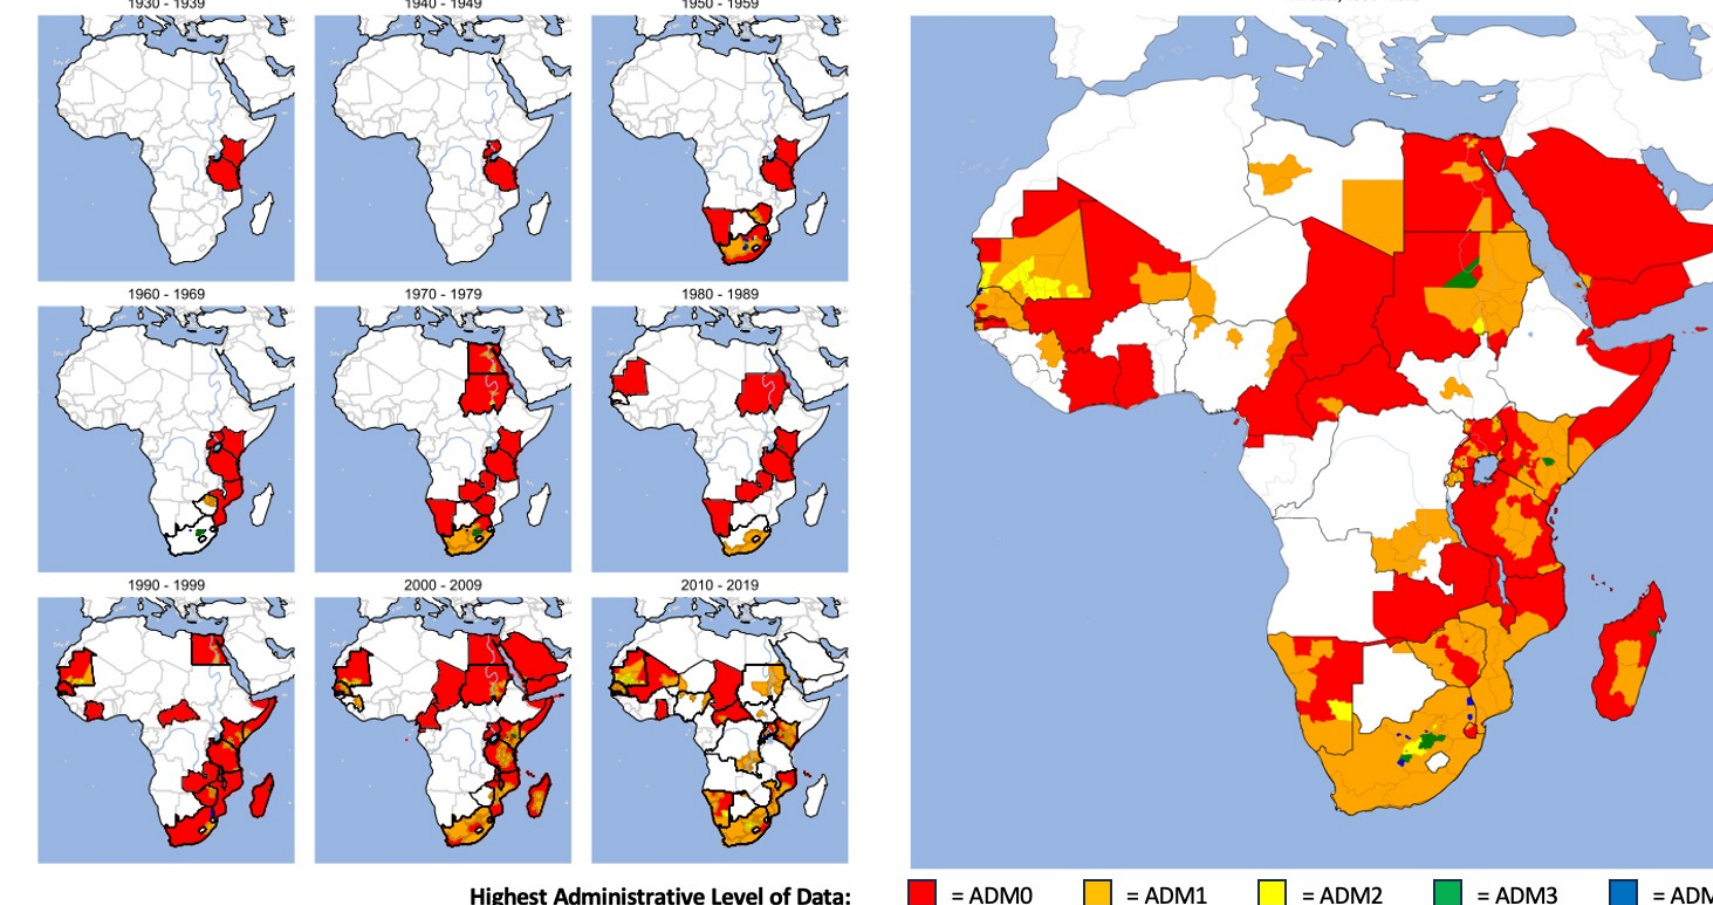 1930 - 1939
1940 - 1949
1950 - 1959
1960 - 1969
1970 - 1979
1980 - 1989
1990 - 1999
2000 - 2009
2010 - 2019
Highest Administrative Level of Data:
= ADM0
= ADM1
= ADM2
= ADM3
= ADM